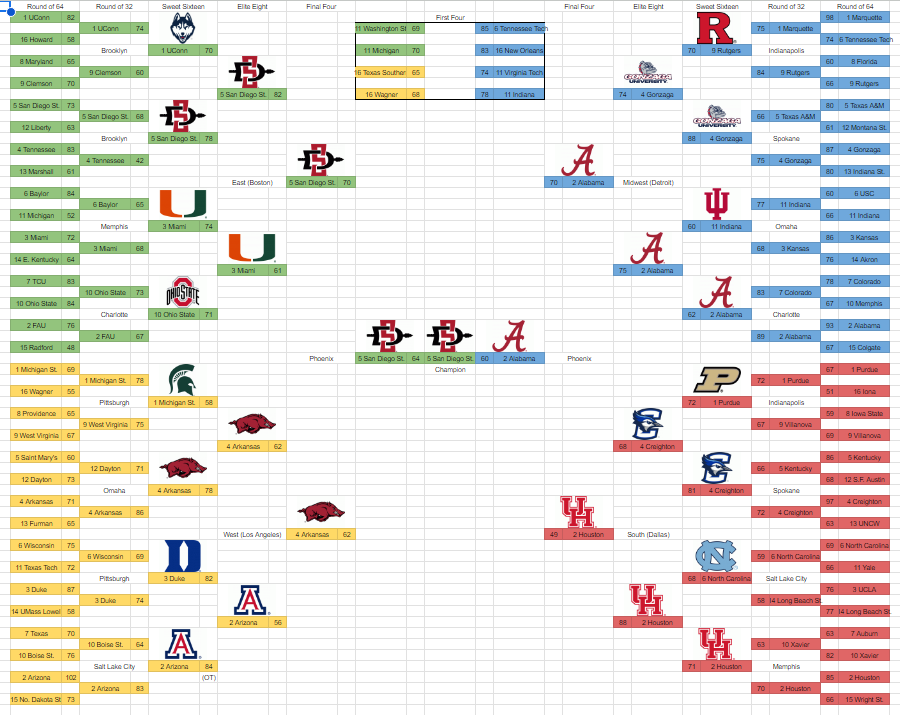 Round of 64 Round of 32 Sweet Sixteen Elite Eight Final Four Final Four Elite Eight Sweet Sixteen Round of 32 Round of 64
1 UConn 82 First Four 98 1 Marquette
1 UConn 74 11 Washington St 69 85 6 Tennessee Tech R 75 1 Marquette
16 Howard 58 74 6 Tennessee Tech
Brooklyn 1 UConn 70 11 Michigan 70 83 16 New Orleans 70 9 Rutgers Indianapolis
8 Maryland 65 60 8 Florida
9 Clemson 60 SD 16 Texas Souther 65 74 11 Virginia Tech GONZAGA UNIVERSITY 84 9 Rutgers
9 Clemson 70 66 9 Rutgers
5 San Diego St. 82 16 Wagner 68 78 11 Indiana 74 4 Gonzaga
5 San Diego St. 73 80 5 Texas A&M
5 San Diego St. 68 SD GONZAGA UNIVERSITY 66 5 Texas A&M
12 Liberty 63 61 12 Montana St.
Brooklyn 5 San Diego St. 78 88 4 Gonzaga Spokane
4 Tennessee 83 87 4 Gonzaga
4 Tennessee 42 SD A 75 4 Gonzaga
13 Marshall 61 80 13 Indiana St.
East (Boston) 5 San Diego St. 70 70 2 Alabama Midwest (Detroit)
6 Baylor 84 60 6 USC
6 Baylor 65 U 77 11 Indiana
11 Michigan 52 66 11 Indiana
Memphis 3 Miami 74 60 11 Indiana Omaha
3 Miami 72 86 3 Kansas
3 Miami 68 U A 68 3 Kansas
14 E. Kentucky 64 76 14 Akron
3 Miami 61 75 2 Alabama
7 TCU 83 78 7 Colorado
10 Ohio State 73 OHIO STATE A 83 7 Colorado
10 Ohio State 84 67 10 Memphis
Charlotte 10 Ohio State 71 62 2 Alabama Charlotte
2 FAU 76 93 2 Alabama
2 FAU 67 SD SD A 89 2 Alabama
15 Radford 48 67 15 Colgate
Phoenix 5 San Diego St. 64 5 San Diego St. 60 2 Alabama Phoenix
1 Michigan St. 69 Champion 67 1 Purdue
1 Michigan St. 78 P 72 1 Purdue
16 Wagner 55 51 16 Iona
Pittsburgh 1 Michigan St. 58 72 1 Purdue Indianapolis
8 Providence 65 59 8 Iowa State
9 West Virginia 75 67 9 Villanova
9 West Virginia 67 69 9 Villanova
4 Arkansas 62 68 4 Creighton
5 Saint Mary's 60 86 5 Kentucky
12 Dayton 71 66 5 Kentucky
12 Dayton 73 68 12 S.F. Austin
Omaha 4 Arkansas 78 81 4 Creighton Spokane
4 Arkansas 71 97 4 Creighton
4 Arkansas 86 UH 72 4 Creighton
13 Furman 65 63 13 UNCW
West (Los Angeles) 4 Arkansas 62 49 2 Houston South (Dallas)
6 Wisconsin 75 69 6 North Carolina
6 Wisconsin 69 D NC 59 6 North Carolina
11 Texas Tech 72 66 11 Yale
Pittsburgh 3 Duke 82 68 6 North Carolina Salt Lake City
3 Duke 87 76 3 UCLA
3 Duke 74 A UH 58 14 Long Beach St.
14 UMass Lowel 58 77 14 Long Beach St.
2 Arizona 56 88 2 Houston
7 Texas 70 63 7 Auburn
10 Boise St. 64 A UH 63 10 Xavier
10 Boise St. 76 82 10 Xavier
Salt Lake City 2 Arizona 84 71 2 Houston Memphis
2 Arizona 102 (OT) 85 2 Houston
2 Arizona 83 70 2 Houston
15 No. Dakota St 73 66 15 Wright St.